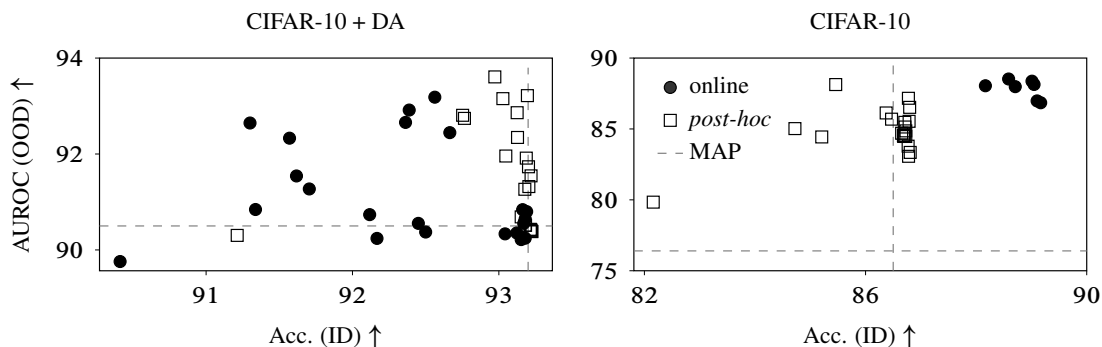 CIFAR-10 + DA
94
92
90
91
92
93
Acc. (ID) ↑
AUROC (OOD) ↑
CIFAR-10
90
85
80
75
82
86
90
Acc. (ID) ↑
online
post-hoc
MAP